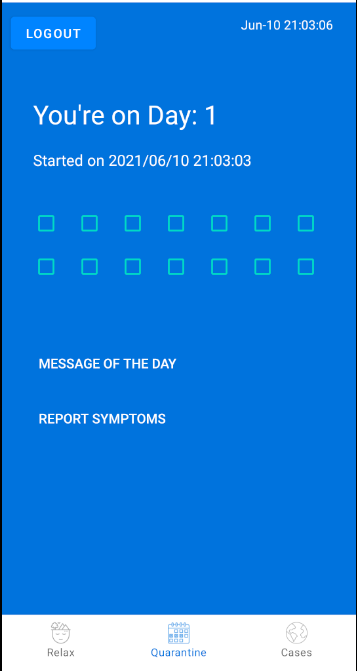 LOGOUT
Jun-10 21:03:06
You're on Day: 1
Started on 2021/06/10 21:03:03
MESSAGE OF THE DAY
REPORT SYMPTOMS
Relax
Quarantine
Cases